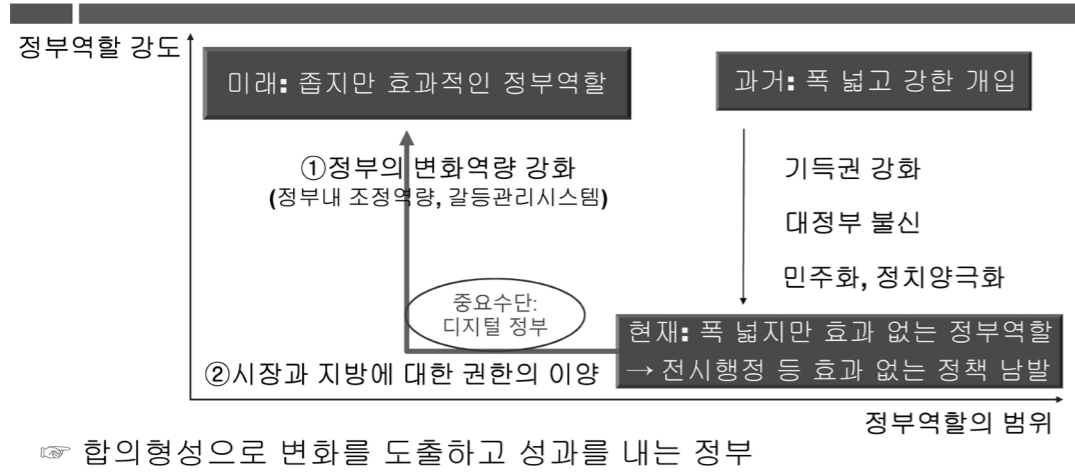 정부역할 강도
미래: 좁지만 효과적인 정부역할
과거: 폭 넓고 강한 개입
①정부의 변화역량 강화
(정부내 조정역량, 갈등관리시스템)
기득권 강화
대정부 불신
민주화, 정치양극화
중요수단:
디지털 정부
현재: 폭 넓지만 효과 없는 정부역할
→ 전시행정 등 효과 없는 정책 남발
②시장과 지방에 대한 권한의 이양
정부역할의 범위
☞ 합의형성으로 변화를 도출하고 성과를 내는 정부